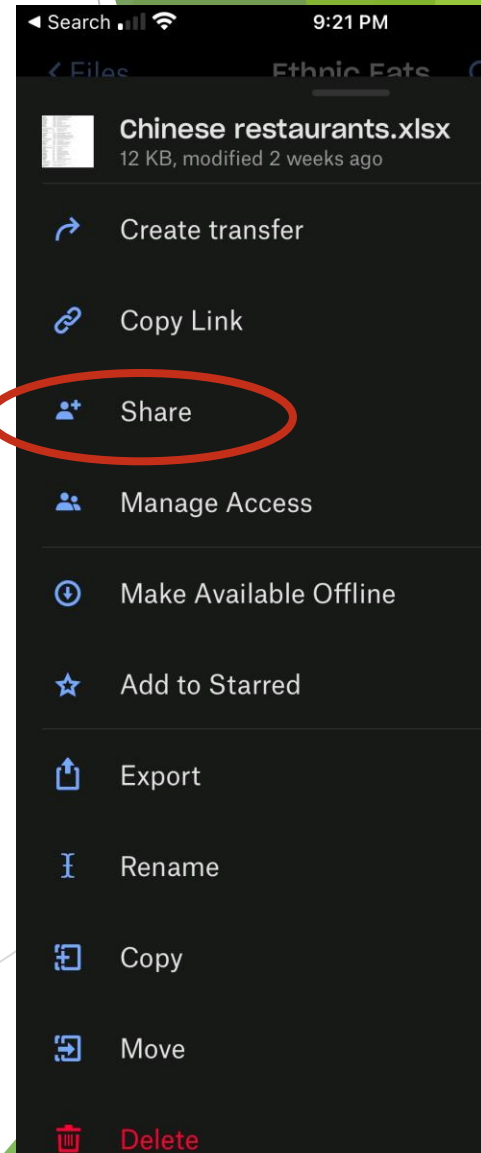 ◀ Search
9:21 PM
< Files
Ethnic Eats
Chinese restaurants.xlsx
12 KB, modified 2 weeks ago
Create transfer
Copy Link
Share
Manage Access
Make Available Offline
Add to Starred
Export
Rename
Copy
Move
Delete